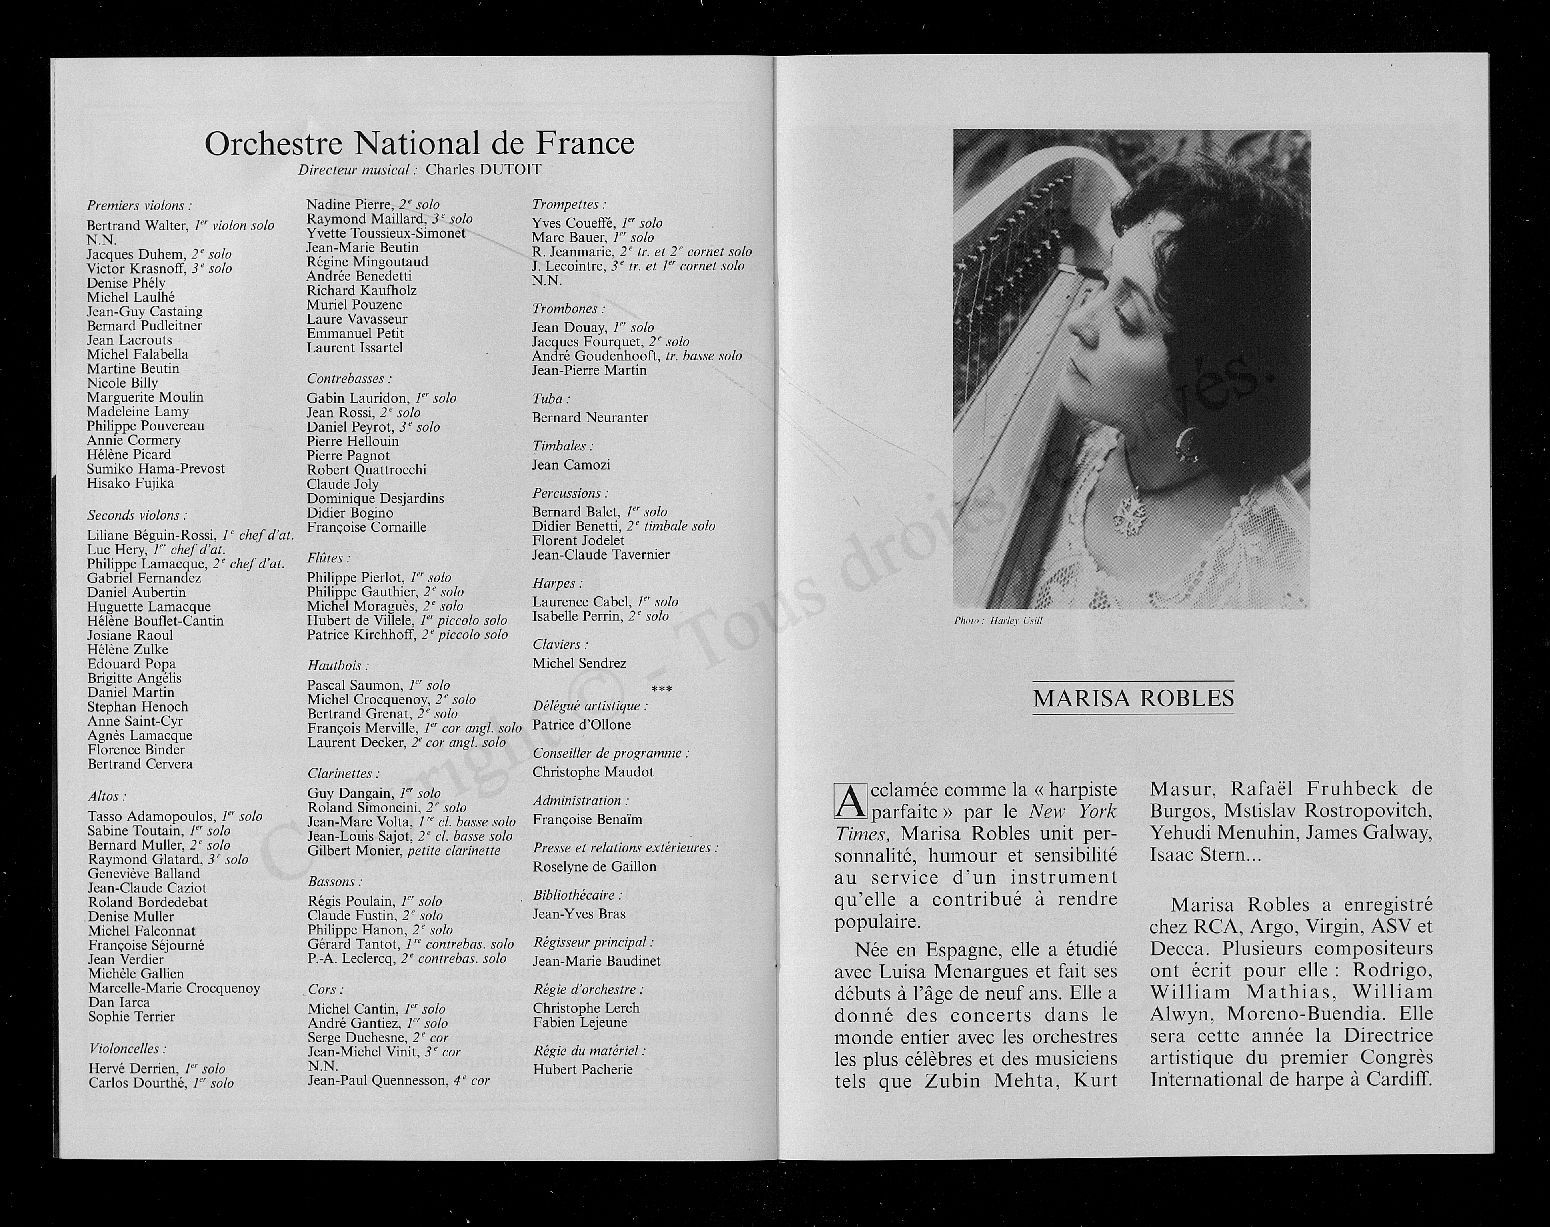 Orchestre National de France
Directeur musical : Charles DUTOIT
Premiers violons :
Bertrand Walter, 1er violon solo
N.N.
Jacques Duhem, 2e solo
Victor Krasnoff, 3e solo
Denise Phély
Michel Laulhé
Jean-Guy Castaing
Bernard Pudleitner
Jean Lacrouts
Michel Falabella
Martine Beutin
Nicole Billy
Marguerite Moulin
Madeleine Lamy
Philippe Pouvereau
Annie Cormery
Hélène Picard
Sumiko Hama-Prevost
Hisako Fujika
Seconds violons :
Liliane Béguin-Rossi, 1e chef d'at.
Luc Hery, 1er chef d'at.
Philippe Lamacque, 2e chef d'at.
Gabriel Fernandez
Daniel Aubertin
Huguette Lamacque
Hélène Bouflet-Cantin
Josiane Raoul
Hélène Zulke
Edouard Popa
Brigitte Angélis
Daniel Martin
Stephan Henoch
Anne Saint-Cyr
Agnès Lamacque
Florence Binder
Bertrand Cervera
Altos :
Tasso Adamopoulos, 1er solo
Sabine Toutain, 1er solo
Bernard Muller, 2e solo
Raymond Glatard, 3e solo
Geneviève Balland
Jean-Claude Caziot
Roland Bordedebat
Denise Muller
Michel Falconnat
Françoise Séjourné
Jean Verdier
Michèle Gallien
Marcelle-Marie Crocquenoy
Dan Iarca
Sophie Terrier
Violoncelles :
Hervé Derrien, 1er solo
Carlos Dourthé, 1er solo
Nadine Pierre, 2e solo
Raymond Maillard, 3e solo
Yvette Toussieux-Simonet
Jean-Marie Beutin
Régine Mingoutaud
Andrée Benedetti
Richard Kaufholz
Muriel Pouzenc
Laure Vavasseur
Emmanuel Petit
Laurent Issartel
Contrebasses :
Gabin Lauridon, 1er solo
Jean Rossi, 2e solo
Daniel Peyrot, 3e solo
Pierre Hellouin
Pierre Pagnot
Robert Quattrocchi
Claude Joly
Dominique Desjardins
Didier Bogino
Françoise Cornaille
Flûtes :
Philippe Pierlot, 1er solo
Philippe Gauthier, 2e solo
Michel Moraguès, 2e solo
Hubert de Villele, 1er piccolo solo
Patrice Kirchhoff, 2e piccolo solo
Hautbois :
Pascal Saumon, 1er solo
Michel Crocquenoy, 2e solo
Bertrand Grenat, 2e solo
François Merville, 1er cor angl. solo
Laurent Decker, 2e cor angl. solo
Clarinettes :
Guy Dangain, 1er solo
Roland Simoncini, 2e solo
Jean-Marc Volta, 1re cl. basse solo
Jean-Louis Sajot, 2e cl. basse solo
Gilbert Monier, petite clarinette
Bassons :
Régis Poulain, 1er solo
Claude Fustin, 2e solo
Philippe Hanon, 2e solo
Gérard Tantot, 1re contrebas. solo
P.-A. Leclercq, 2e contrebas. solo
Cors :
Michel Cantin, 1er solo
André Gantiez, 1er solo
Serge Duchesne, 2e cor
Jean-Michel Vinit, 3e cor
N.N.
Jean-Paul Quennesson, 4e cor
Trompettes :
Yves Coueffé, 1er solo
Marc Bauer, 1er solo
R. Jeanmarie, 2e tr. et 2e cornet solo
J. Lecointre, 3e tr. et 1er cornet solo
N.N.
Trombones :
Jean Douay, 1er solo
Jacques Fourquet, 2e solo
André Goudenhooft, tr. basse solo
Jean-Pierre Martin
Tuba :
Bernard Neuranter
Timbales :
Jean Camozi
Percussions :
Bernard Balet, 1er solo
Didier Benetti, 2e timbale solo
Florent Jodelet
Jean-Claude Tavernier
Harpes :
Laurence Cabel, 1er solo
Isabelle Perrin, 2e solo
Claviers :
Michel Sendrez
***
Délégué artistique :
Patrice d'Ollone
Conseiller de programme :
Christophe Maudot
Administration :
Françoise Benaïm
Presse et relations extérieures :
Roselyne de Gaillon
Bibliothécaire :
Jean-Yves Bras
Régisseur principal :
Jean-Marie Baudinet
Régie d'orchestre :
Christophe Lerch
Fabien Lejeune
Régie du matériel :
Hubert Pacherie
Photo : Harley Usill
MARISA ROBLES
Acclamée comme la « harpiste
parfaite » par le New York
Times, Marisa Robles unit per-
sonnalité, humour et sensibilité
au service d'un instrument
qu'elle a contribué à rendre
populaire.
Née en Espagne, elle a étudié
avec Luisa Menargues et fait ses
débuts à l'âge de neuf ans. Elle a
donné des concerts dans le
monde entier avec les orchestres
les plus célèbres et des musiciens
tels que Zubin Mehta, Kurt
Masur, Rafaël Fruhbeck de
Burgos, Mstislav Rostropovitch,
Yehudi Menuhin, James Galway,
Isaac Stern...
Marisa Robles a enregistré
chez RCA, Argo, Virgin, ASV et
Decca. Plusieurs compositeurs
ont écrit pour elle : Rodrigo,
William Mathias, William
Alwyn, Moreno-Buendia. Elle
sera cette année la Directrice
artistique du premier Congrès
International de harpe à Cardiff.
Copyright © - Tous droits réservés.